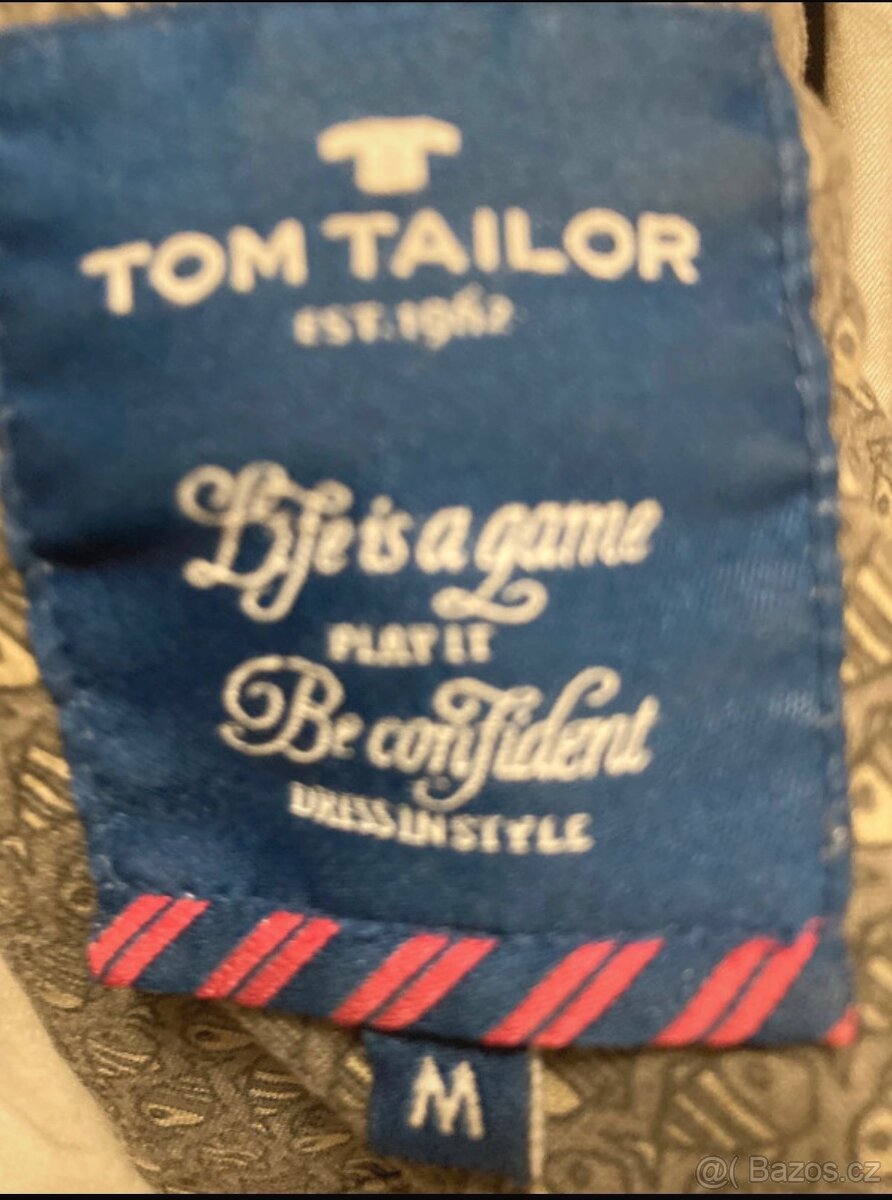 TOM TAILOR
EST. 1962
Life is a game
PLAY IT
Be confident
DRESS IN STYLE
M
@( Bazos.cz